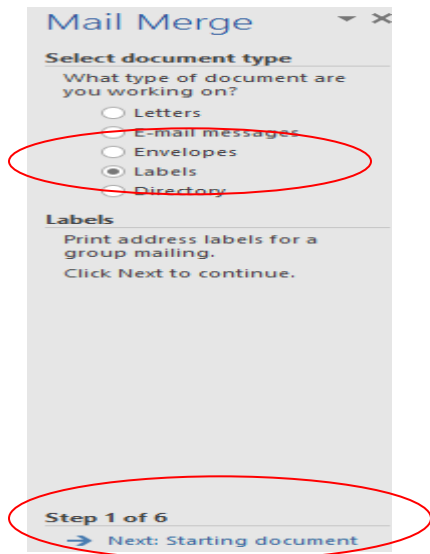 Mail Merge
Select document type
What type of document are
you working on?
Letters
E-mail messages
Envelopes
Labels
Directory
Labels
Print address labels for a
group mailing.
Click Next to continue.
Step 1 of 6
Next: Starting document